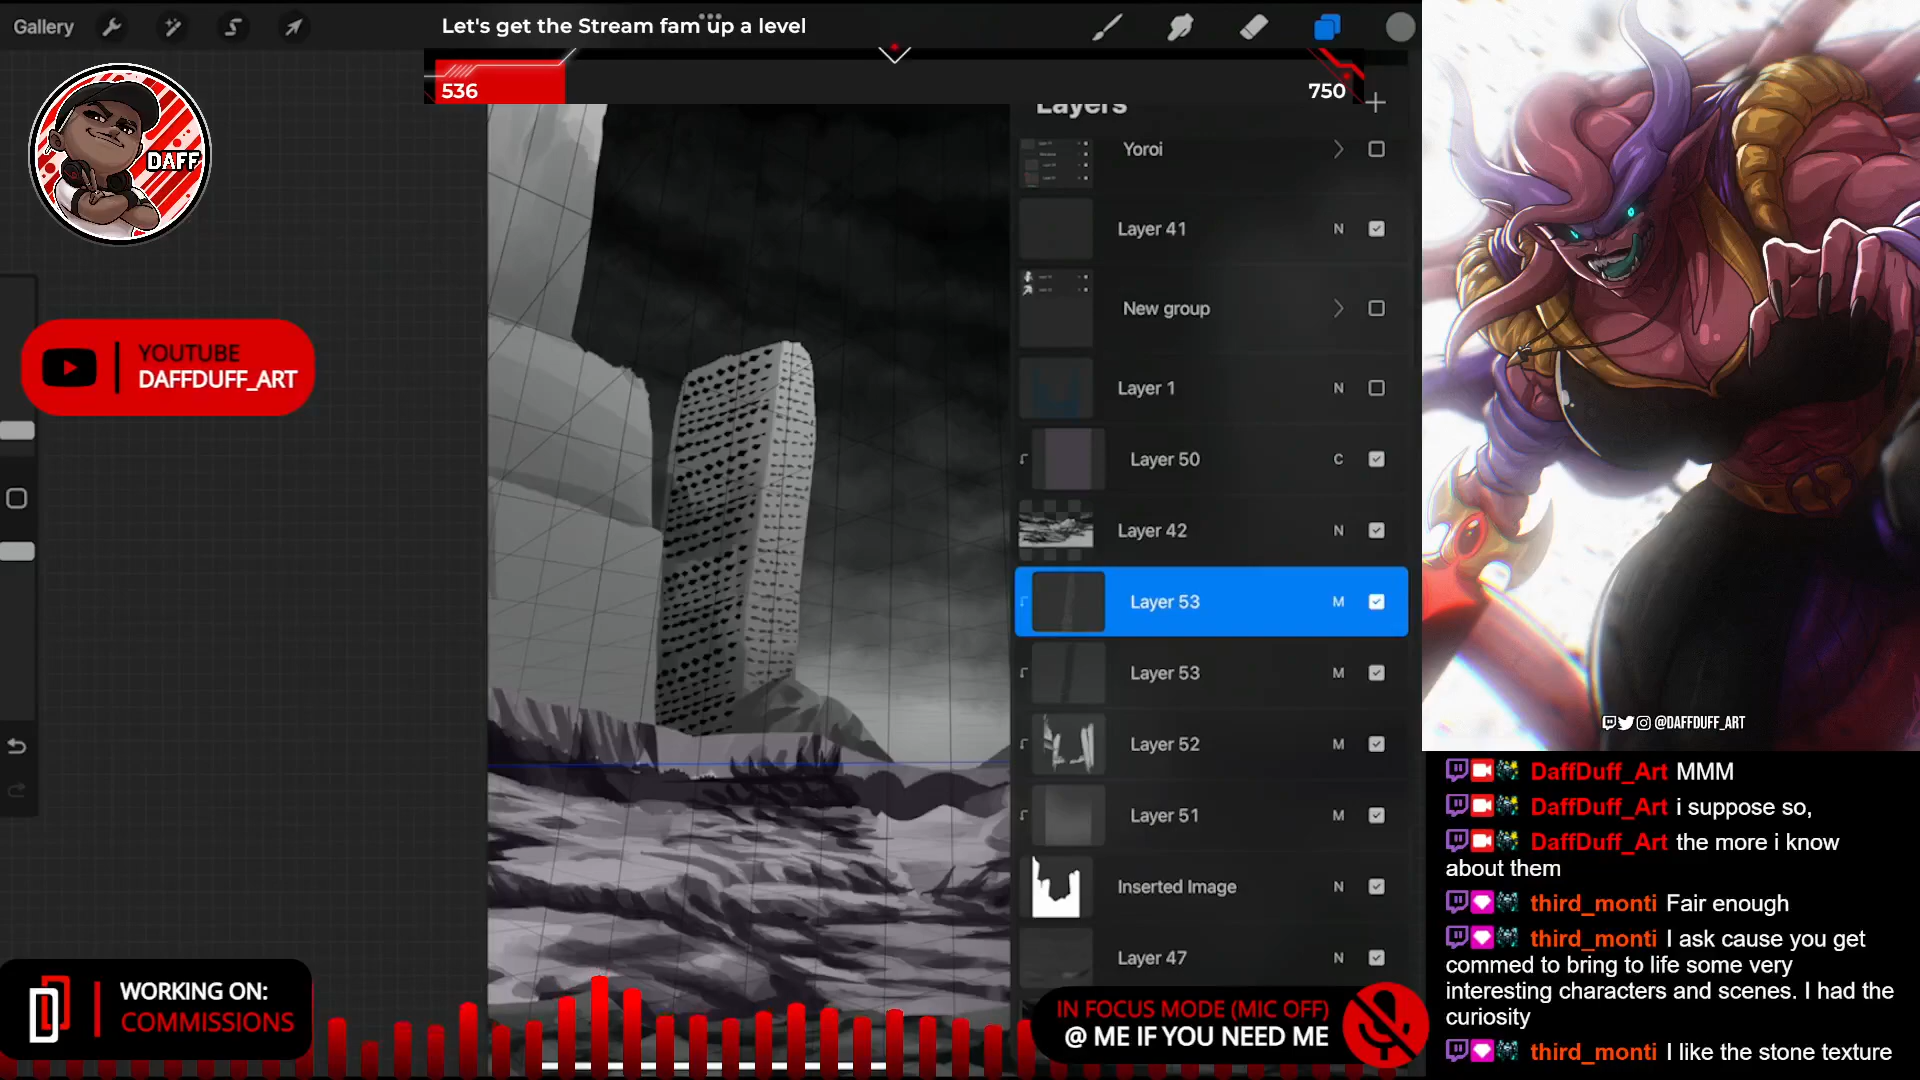 Gallery
Let's get the Stream fam up a level
536
750
DAFF
YOUTUBE
DAFFDUFF_ART
Layers
Yoroi
Layer 41 N
New group
Layer 1 N
Layer 50 C
Layer 42 N
Layer 53 M
Layer 53 M
Layer 52 M
Layer 51 M
Inserted Image N
Layer 47 N
WORKING ON:
COMMISSIONS
IN FOCUS MODE (MIC OFF)
@ ME IF YOU NEED ME
@DAFFDUFF_ART
DaffDuff_Art MMM
DaffDuff_Art i suppose so,
DaffDuff_Art the more i know
about them
third_monti Fair enough
third_monti I ask cause you get
commed to bring to life some very
interesting characters and scenes. I had the
curiosity
third_monti I like the stone texture